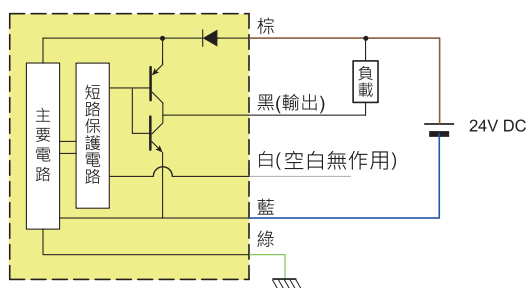 棕
負載
黑(輸出)
24V DC
主要電路
短路保護電路
白(空白無作用)
藍
綠